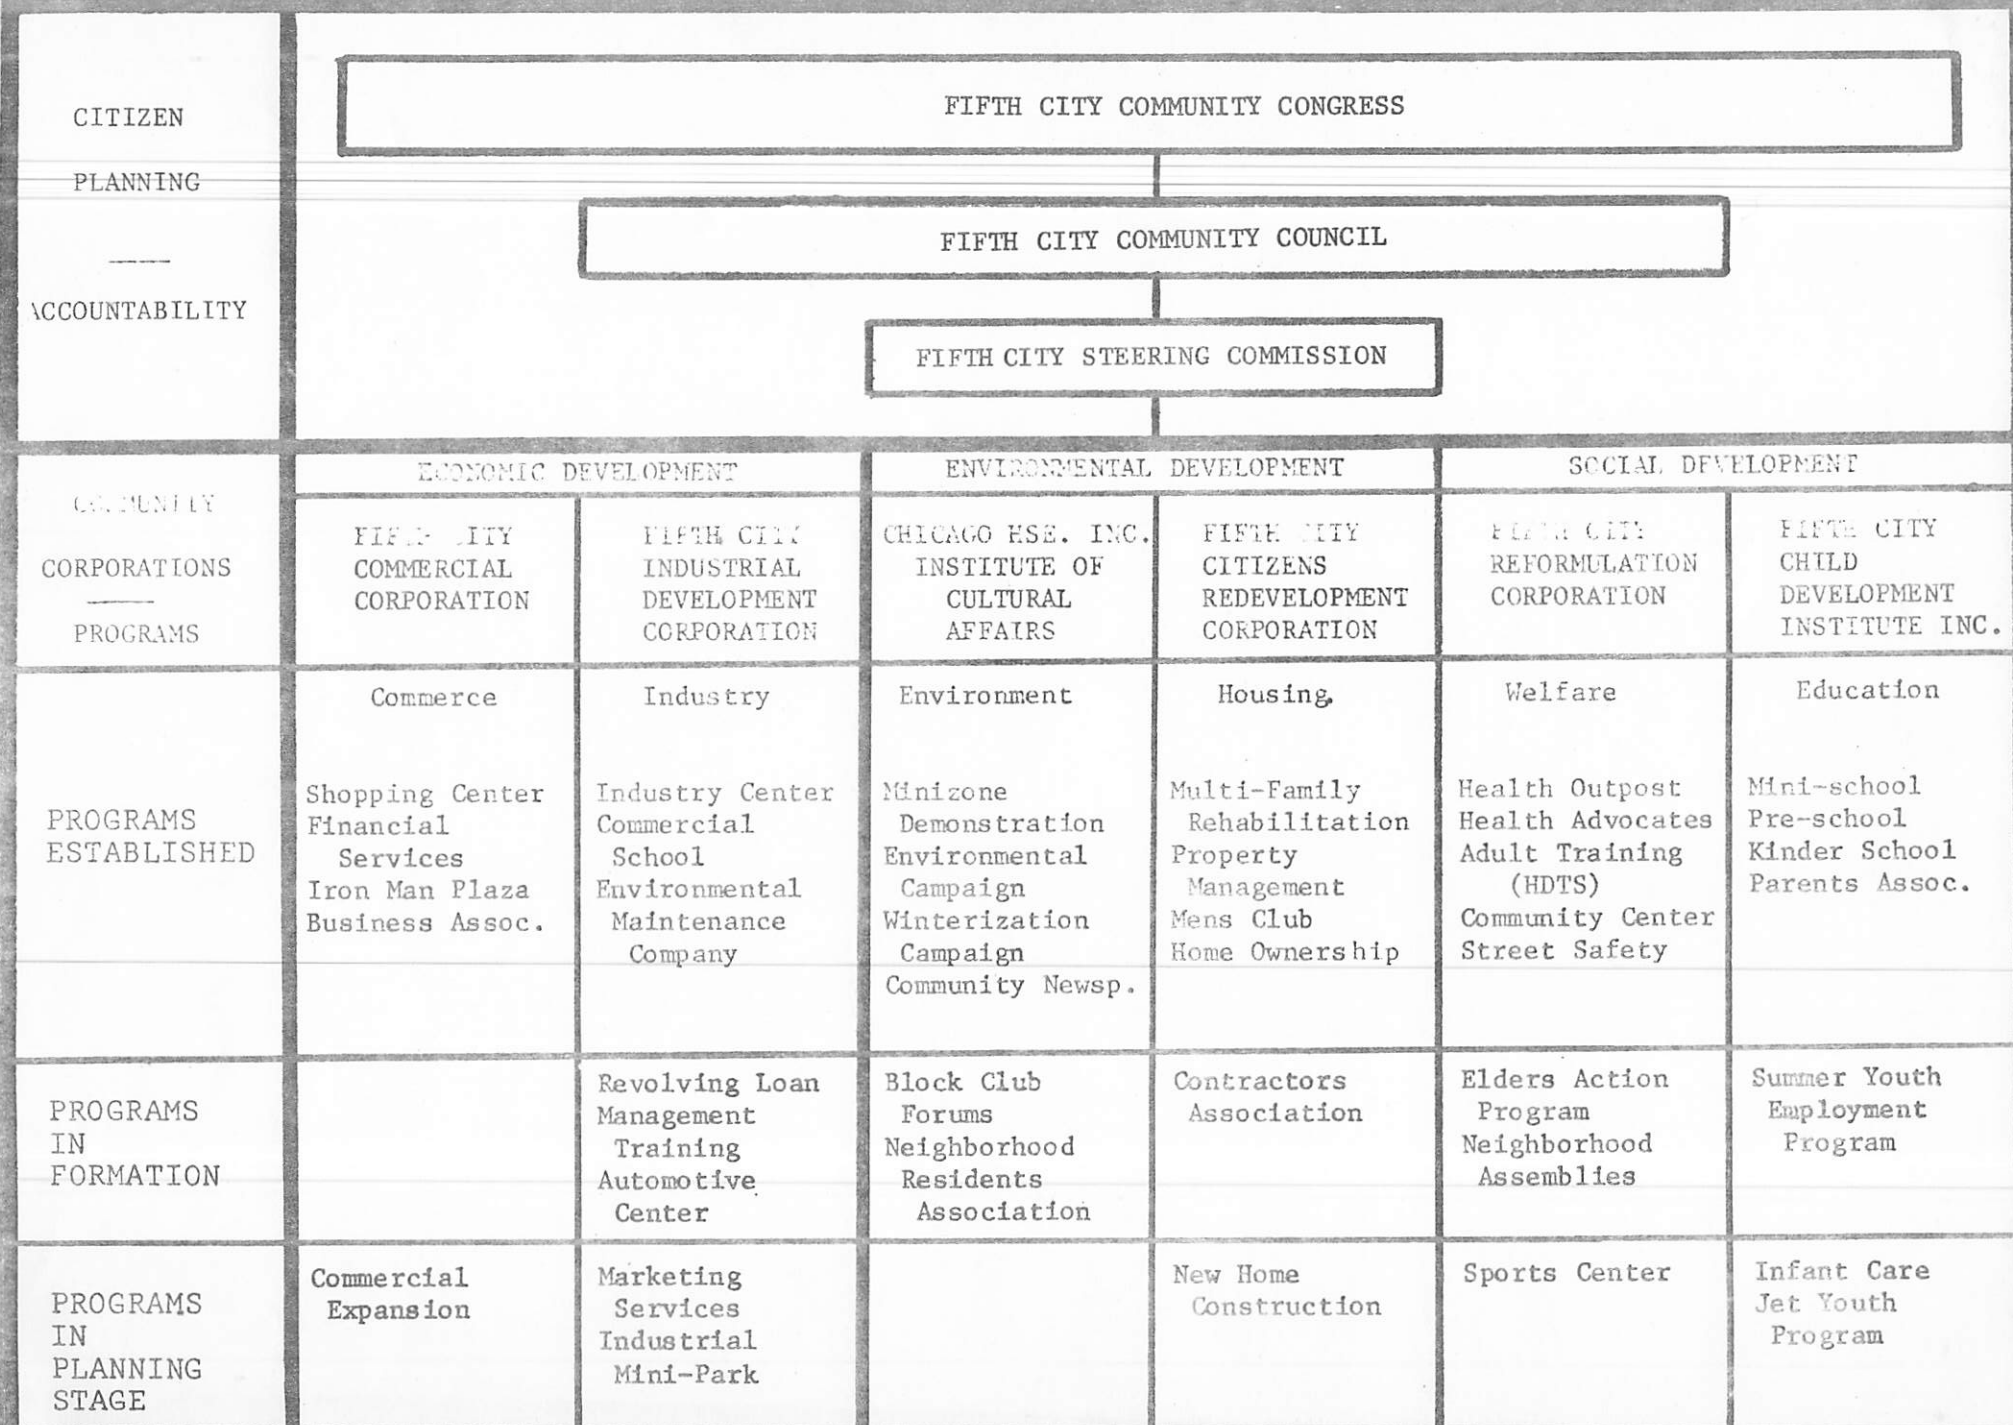 CITIZEN
PLANNING
ACCOUNTABILITY
FIFTH CITY COMMUNITY CONGRESS
FIFTH CITY COMMUNITY COUNCIL
FIFTH CITY STEERING COMMISSION
COMMUNITY
CORPORATIONS
PROGRAMS
ECONOMIC DEVELOPMENT
ENVIRONMENTAL DEVELOPMENT
SOCIAL DEVELOPMENT
FIFTH CITY
COMMERCIAL
CORPORATION
FIFTH CITY
INDUSTRIAL
DEVELOPMENT
CORPORATION
CHICAGO HSE. INC.
INSTITUTE OF
CULTURAL
AFFAIRS
FIFTH CITY
CITIZENS
REDEVELOPMENT
CORPORATION
FIFTH CITY
REFORMULATION
CORPORATION
FIFTH CITY
CHILD
DEVELOPMENT
INSTITUTE INC.
PROGRAMS
ESTABLISHED
Commerce
Shopping Center
Financial
Services
Iron Man Plaza
Business Assoc.
Industry
Industry Center
Commercial
School
Environmental
Maintenance
Company
Environment
Minizone
Demonstration
Environmental
Campaign
Winterization
Campaign
Community Newsp.
Housing
Multi-Family
Rehabilitation
Property
Management
Mens Club
Home Ownership
Welfare
Health Outpost
Health Advocates
Adult Training
(HDTS)
Community Center
Street Safety
Education
Mini-school
Pre-school
Kinder School
Parents Assoc.
PROGRAMS
IN
FORMATION
Revolving Loan
Management
Training
Automotive
Center
Block Club
Forums
Neighborhood
Residents
Association
Contractors
Association
Elders Action
Program
Neighborhood
Assemblies
Summer Youth
Employment
Program
PROGRAMS
IN
PLANNING
STAGE
Commercial
Expansion
Marketing
Services
Industrial
Mini-Park
New Home
Construction
Sports Center
Infant Care
Jet Youth
Program